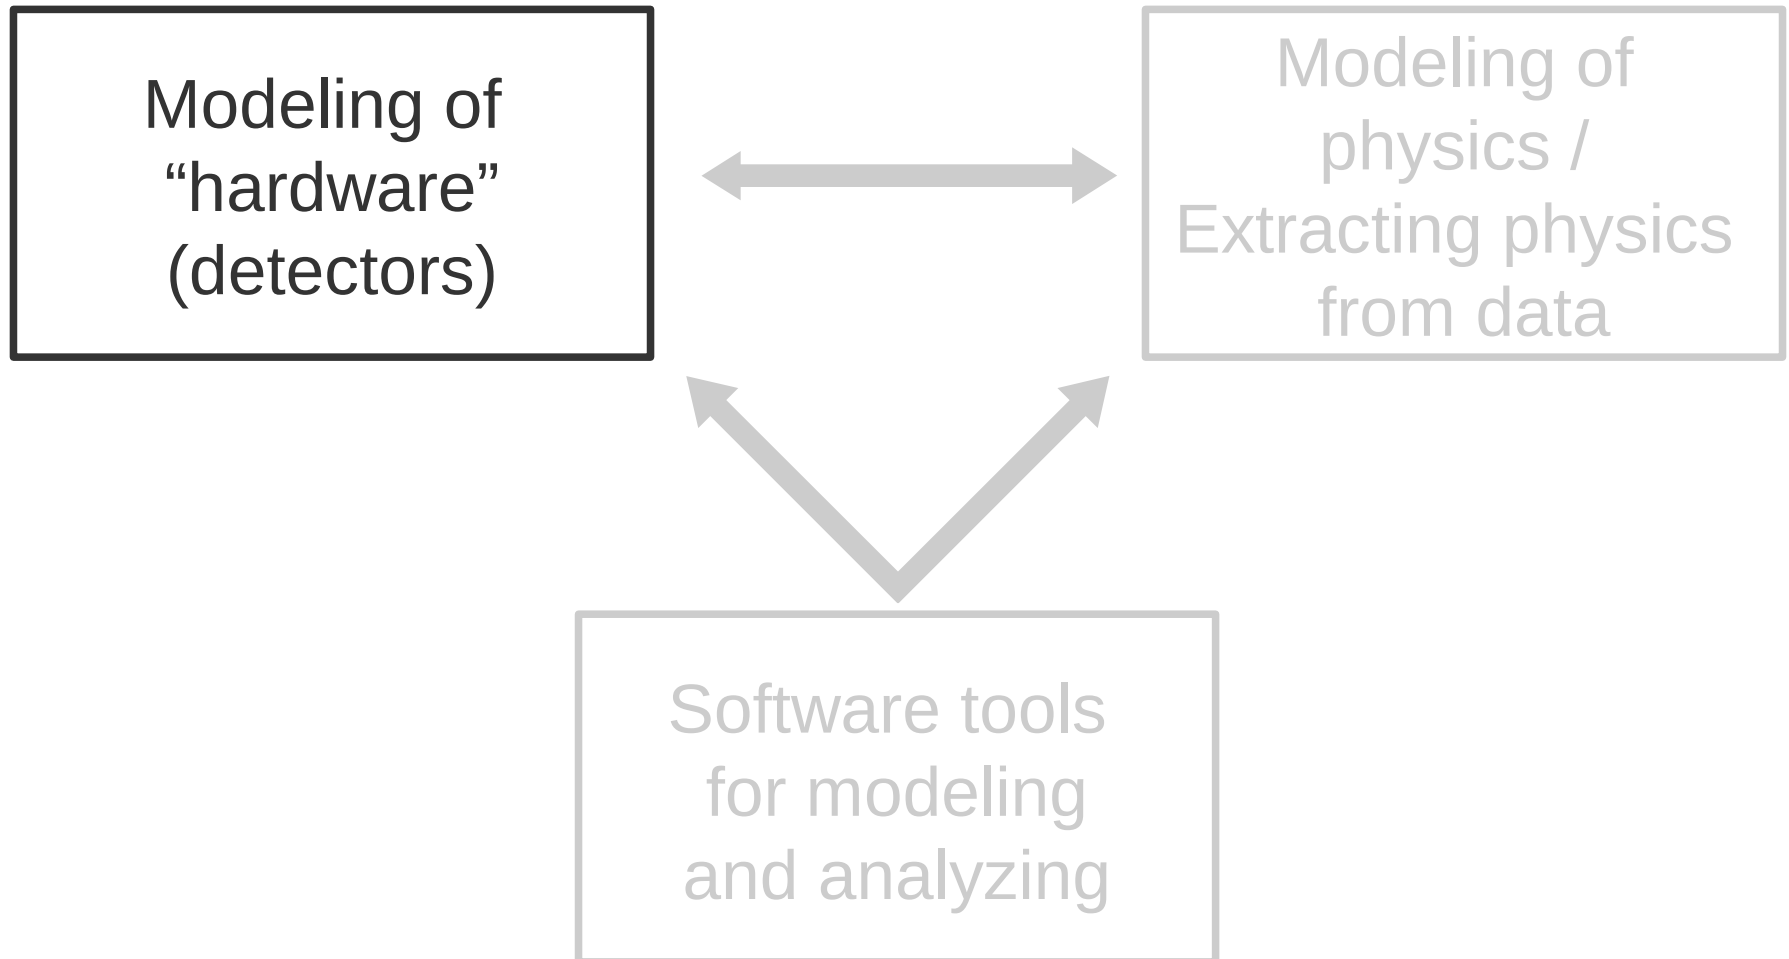 Modeling of
“hardware”
(detectors)
Modeling of
physics /
Extracting physics
from data
Software tools
for modeling
and analyzing